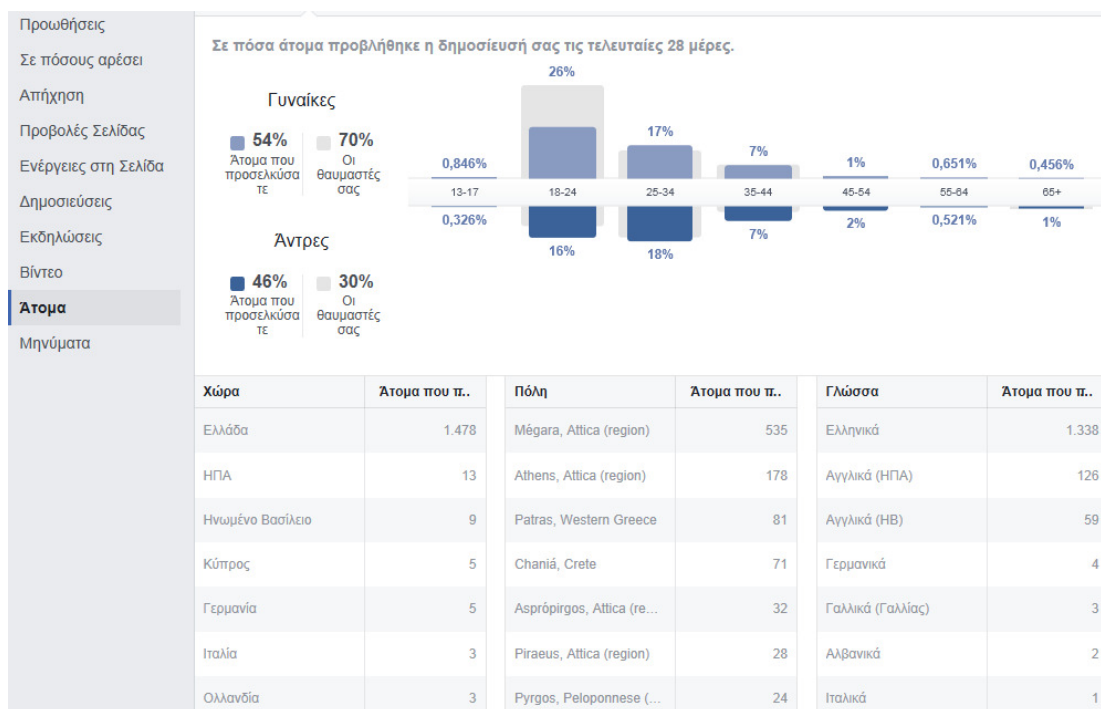 Προωθήσεις
Σε πόσους αρέσει
Απήχηση
Προβολές Σελίδας
Ενέργειες στη Σελίδα
Δημοσιεύσεις
Εκδηλώσεις
Βίντεο
Άτομα
Μηνύματα
Σε πόσα άτομα προβλήθηκε η δημοσίευσή σας τις τελευταίες 28 μέρες.
Γυναίκες
54%
Άτομα που
προσελκύσα
τε
70%
Οι
θαυμαστές
σας
Άντρες
46%
Άτομα που
προσελκύσα
τε
30%
Οι
θαυμαστές
σας
0,846% 26% 17% 7% 1% 0,651% 0,456%
13-17 18-24 25-34 35-44 45-54 55-64 65+
0,326% 16% 18% 7% 2% 0,521% 1%
Χώρα Άτομα που π..
Ελλάδα 1.478
ΗΠΑ 13
Ηνωμένο Βασίλειο 9
Κύπρος 5
Γερμανία 5
Ιταλία 3
Ολλανδία 3
Πόλη Άτομα που π..
Mégara, Attica (region) 535
Athens, Attica (region) 178
Patras, Western Greece 81
Chaniá, Crete 71
Asprópirgos, Attica (re... 32
Piraeus, Attica (region) 28
Pyrgos, Peloponnese (... 24
Γλώσσα Άτομα που π..
Ελληνικά 1.338
Αγγλικά (ΗΠΑ) 126
Αγγλικά (ΗΒ) 59
Γερμανικά 4
Γαλλικά (Γαλλίας) 3
Αλβανικά 2
Ιταλικά 1